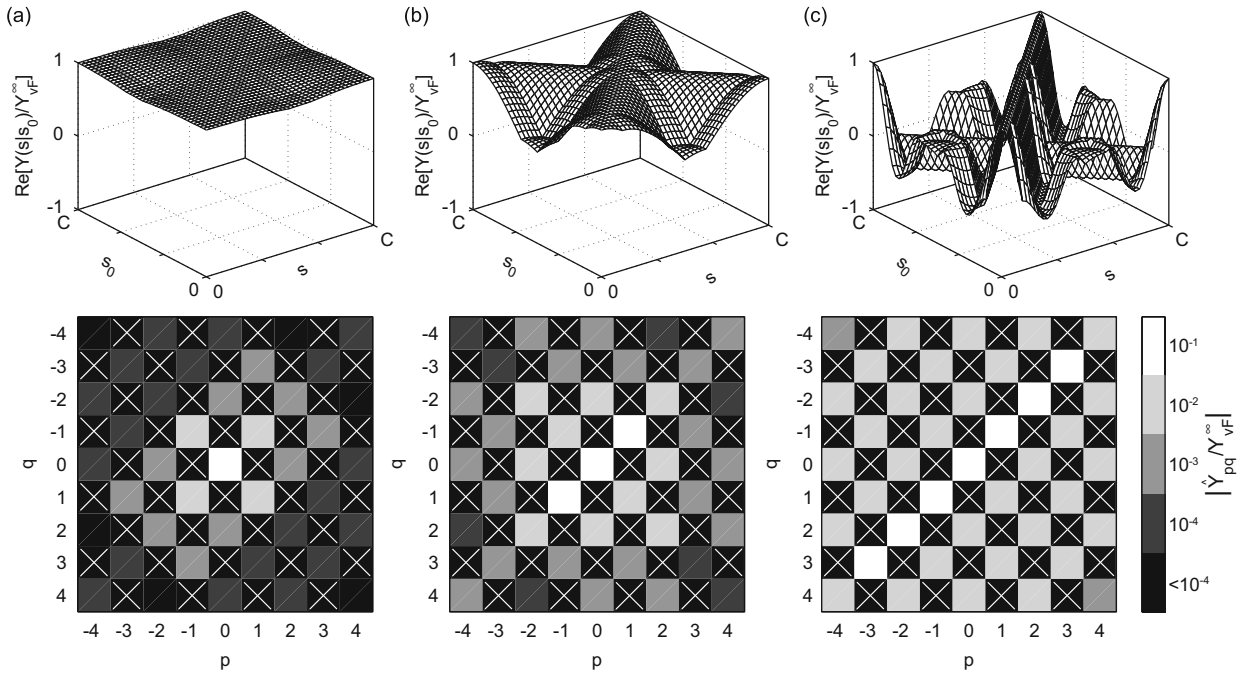 (a)
(b)
(c)
Re[Y(s|s₀)/Y∞vF]
1
0
-1
C
s₀
0
0
s
C
Re[Y(s|s₀)/Y∞vF]
1
0
-1
C
s₀
0
0
s
C
Re[Y(s|s₀)/Y∞vF]
1
0
-1
C
s₀
0
0
s
C
q
-4
-3
-2
-1
0
1
2
3
4
-4 -3 -2 -1 0 1 2 3 4
p
q
-4
-3
-2
-1
0
1
2
3
4
-4 -3 -2 -1 0 1 2 3 4
p
q
-4
-3
-2
-1
0
1
2
3
4
-4 -3 -2 -1 0 1 2 3 4
p
10⁻¹
10⁻²
10⁻³
10⁻⁴
<10⁻⁴
|Ŷpq/Y∞vF|